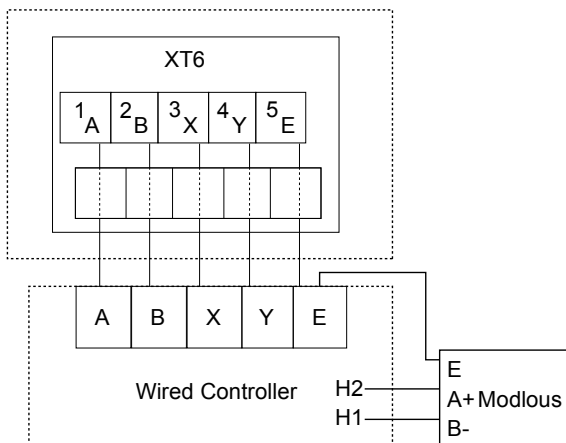 XT6
1A 2B 3X 4Y 5E
A B X Y E
Wired Controller
E
H2 A+ Modlous
H1 B-